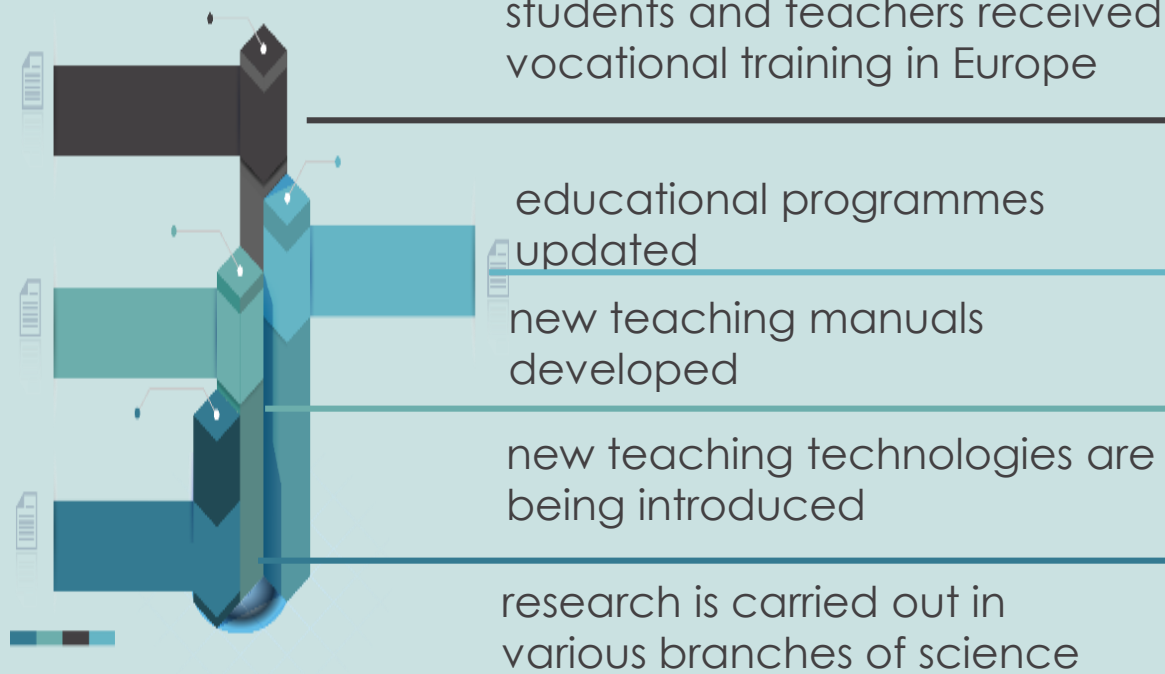 students and teachers received
vocational training in Europe
educational programmes
updated
new teaching manuals
developed
new teaching technologies are
being introduced
research is carried out in
various branches of science